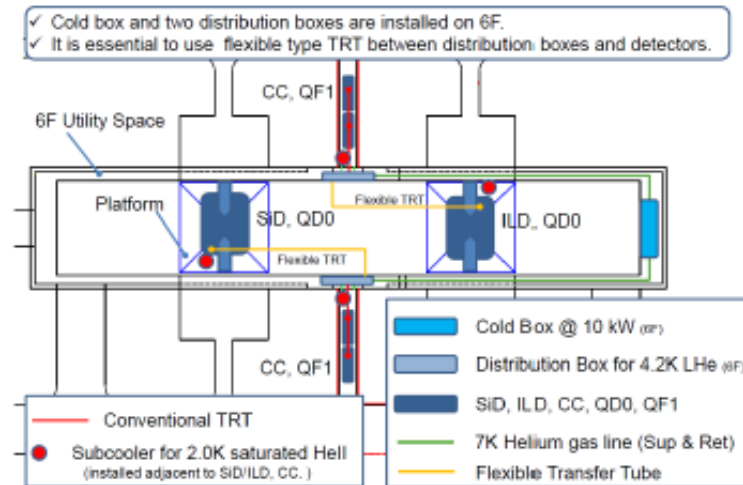 ✓ Cold box and two distribution boxes are installed on 6F.
✓ It is essential to use flexible type TRT between distribution boxes and detectors.
CC, QF1
6F Utility Space
Platform
SiD, QD0
Flexible TRT
ILD, QD0
Flexible TRT
CC, QF1
Conventional TRT
Subcooler for 2.0K saturated HeII
(installed adjacent to SiD/ILD, CC. )
Cold Box @ 10 kW (6F)
Distribution Box for 4.2K LHe (6F)
SiD, ILD, CC, QD0, QF1
7K Helium gas line (Sup & Ret)
Flexible Transfer Tube